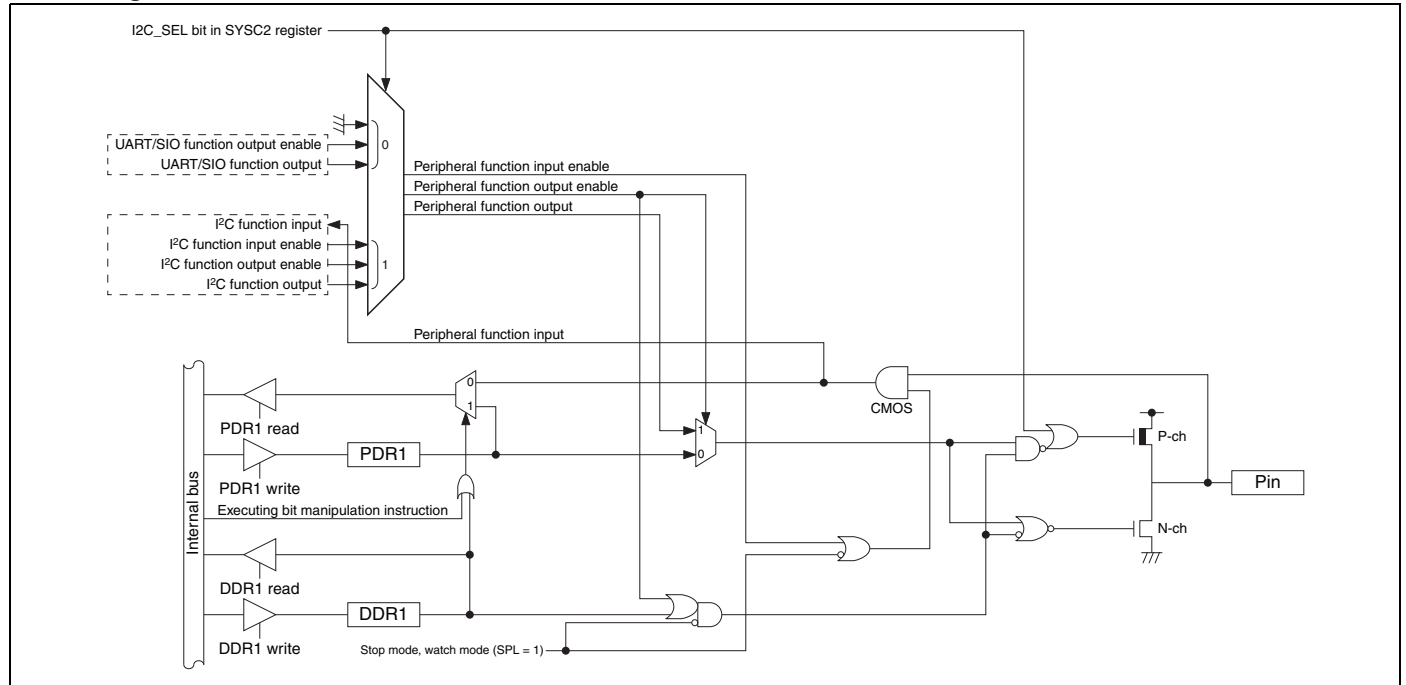 I2C_SEL bit in SYSC2 register
0
UART/SIO function output enable
UART/SIO function output
Peripheral function input enable
Peripheral function output enable
Peripheral function output
I2C function input
I2C function input enable
I2C function output enable
1
I2C function output
Peripheral function input
0
1
CMOS
PDR1 read
1
P-ch
PDR1
0
Pin
PDR1 write
Executing bit manipulation instruction
N-ch
Internal bus
DDR1 read
DDR1
DDR1 write
Stop mode, watch mode (SPL = 1)